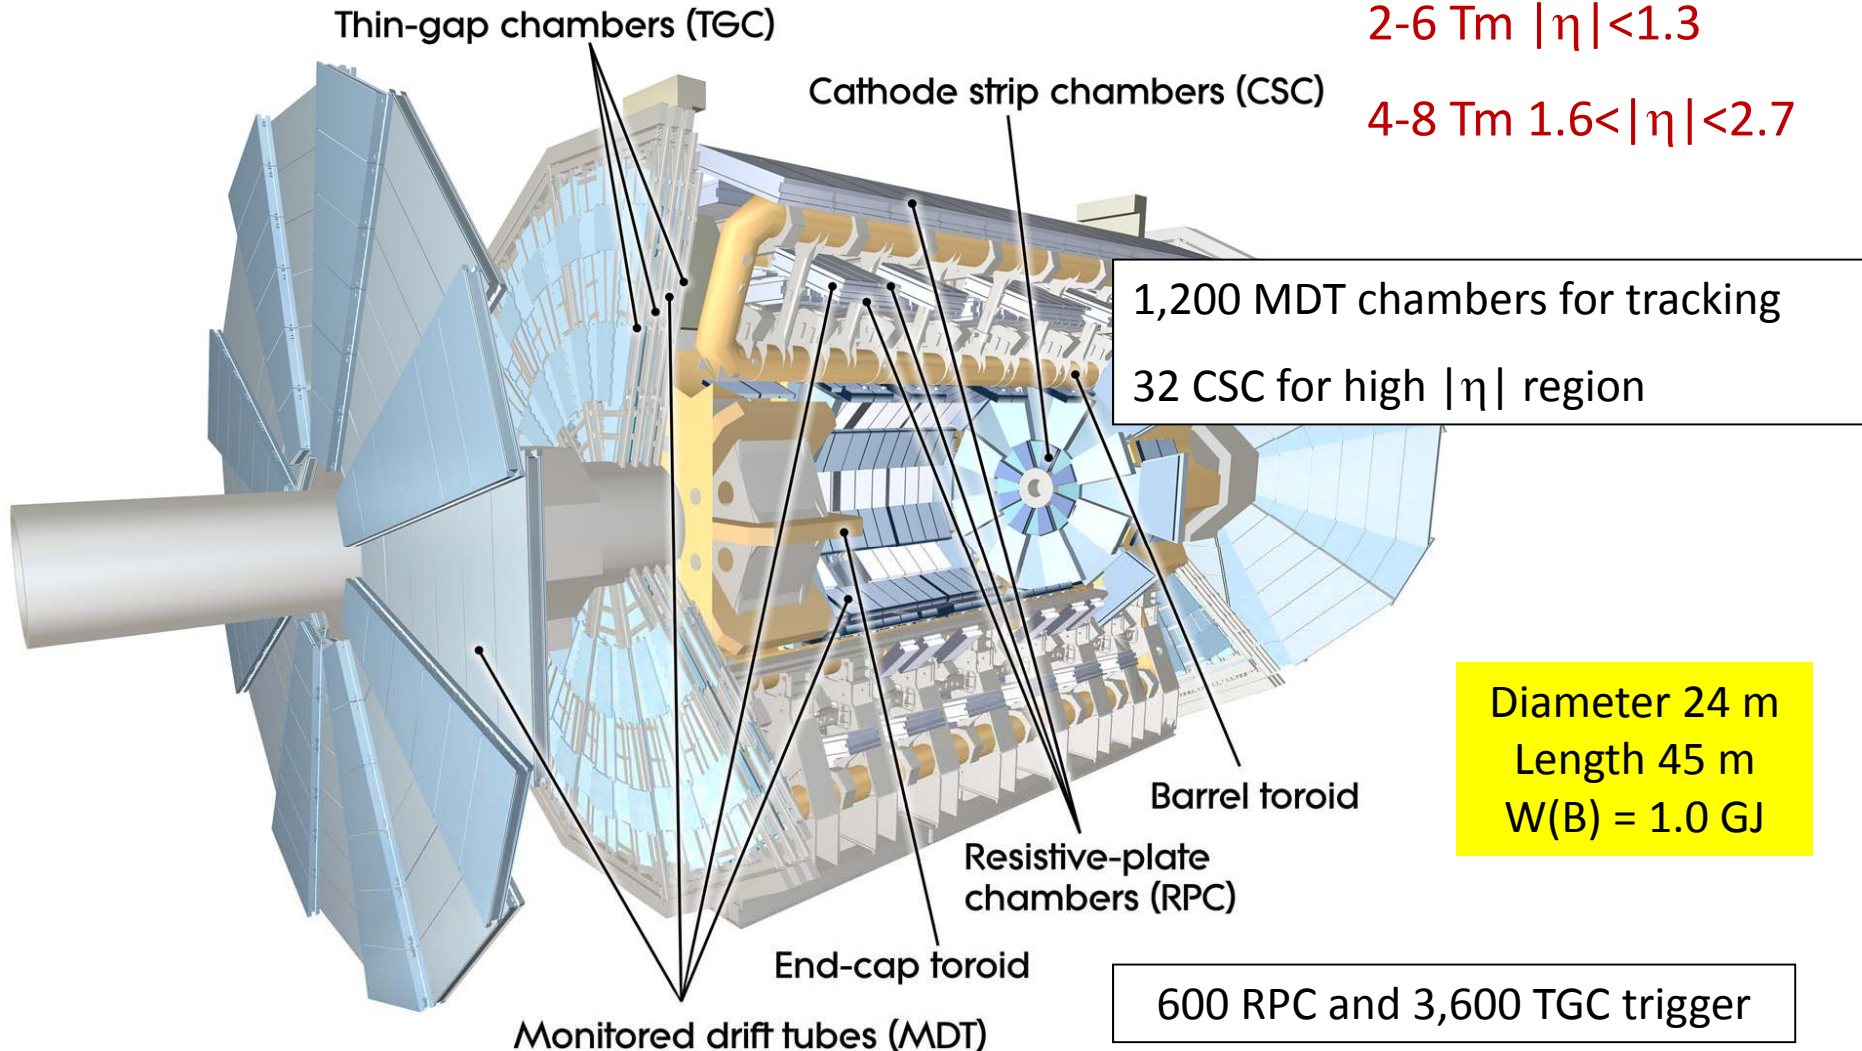 Thin-gap chambers (TGC)
2-6 Tm |η|<1.3
Cathode strip chambers (CSC)
4-8 Tm 1.6<|η|<2.7
1,200 MDT chambers for tracking
32 CSC for high |η| region
Diameter 24 m
Length 45 m
W(B) = 1.0 GJ
Barrel toroid
Resistive-plate
chambers (RPC)
End-cap toroid
600 RPC and 3,600 TGC trigger
Monitored drift tubes (MDT)